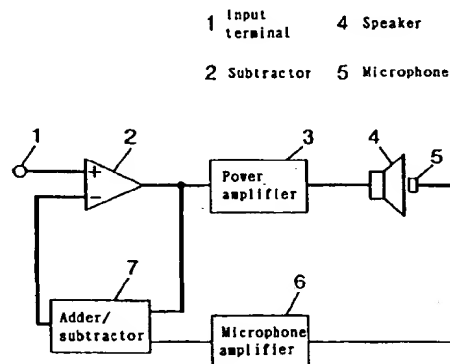 1 Input terminal
4 Speaker
2 Subtractor
5 Microphone
1
2
3
4
5
+
−
Power
amplifier
7
6
Adder/
subtractor
Microphone
amplifier